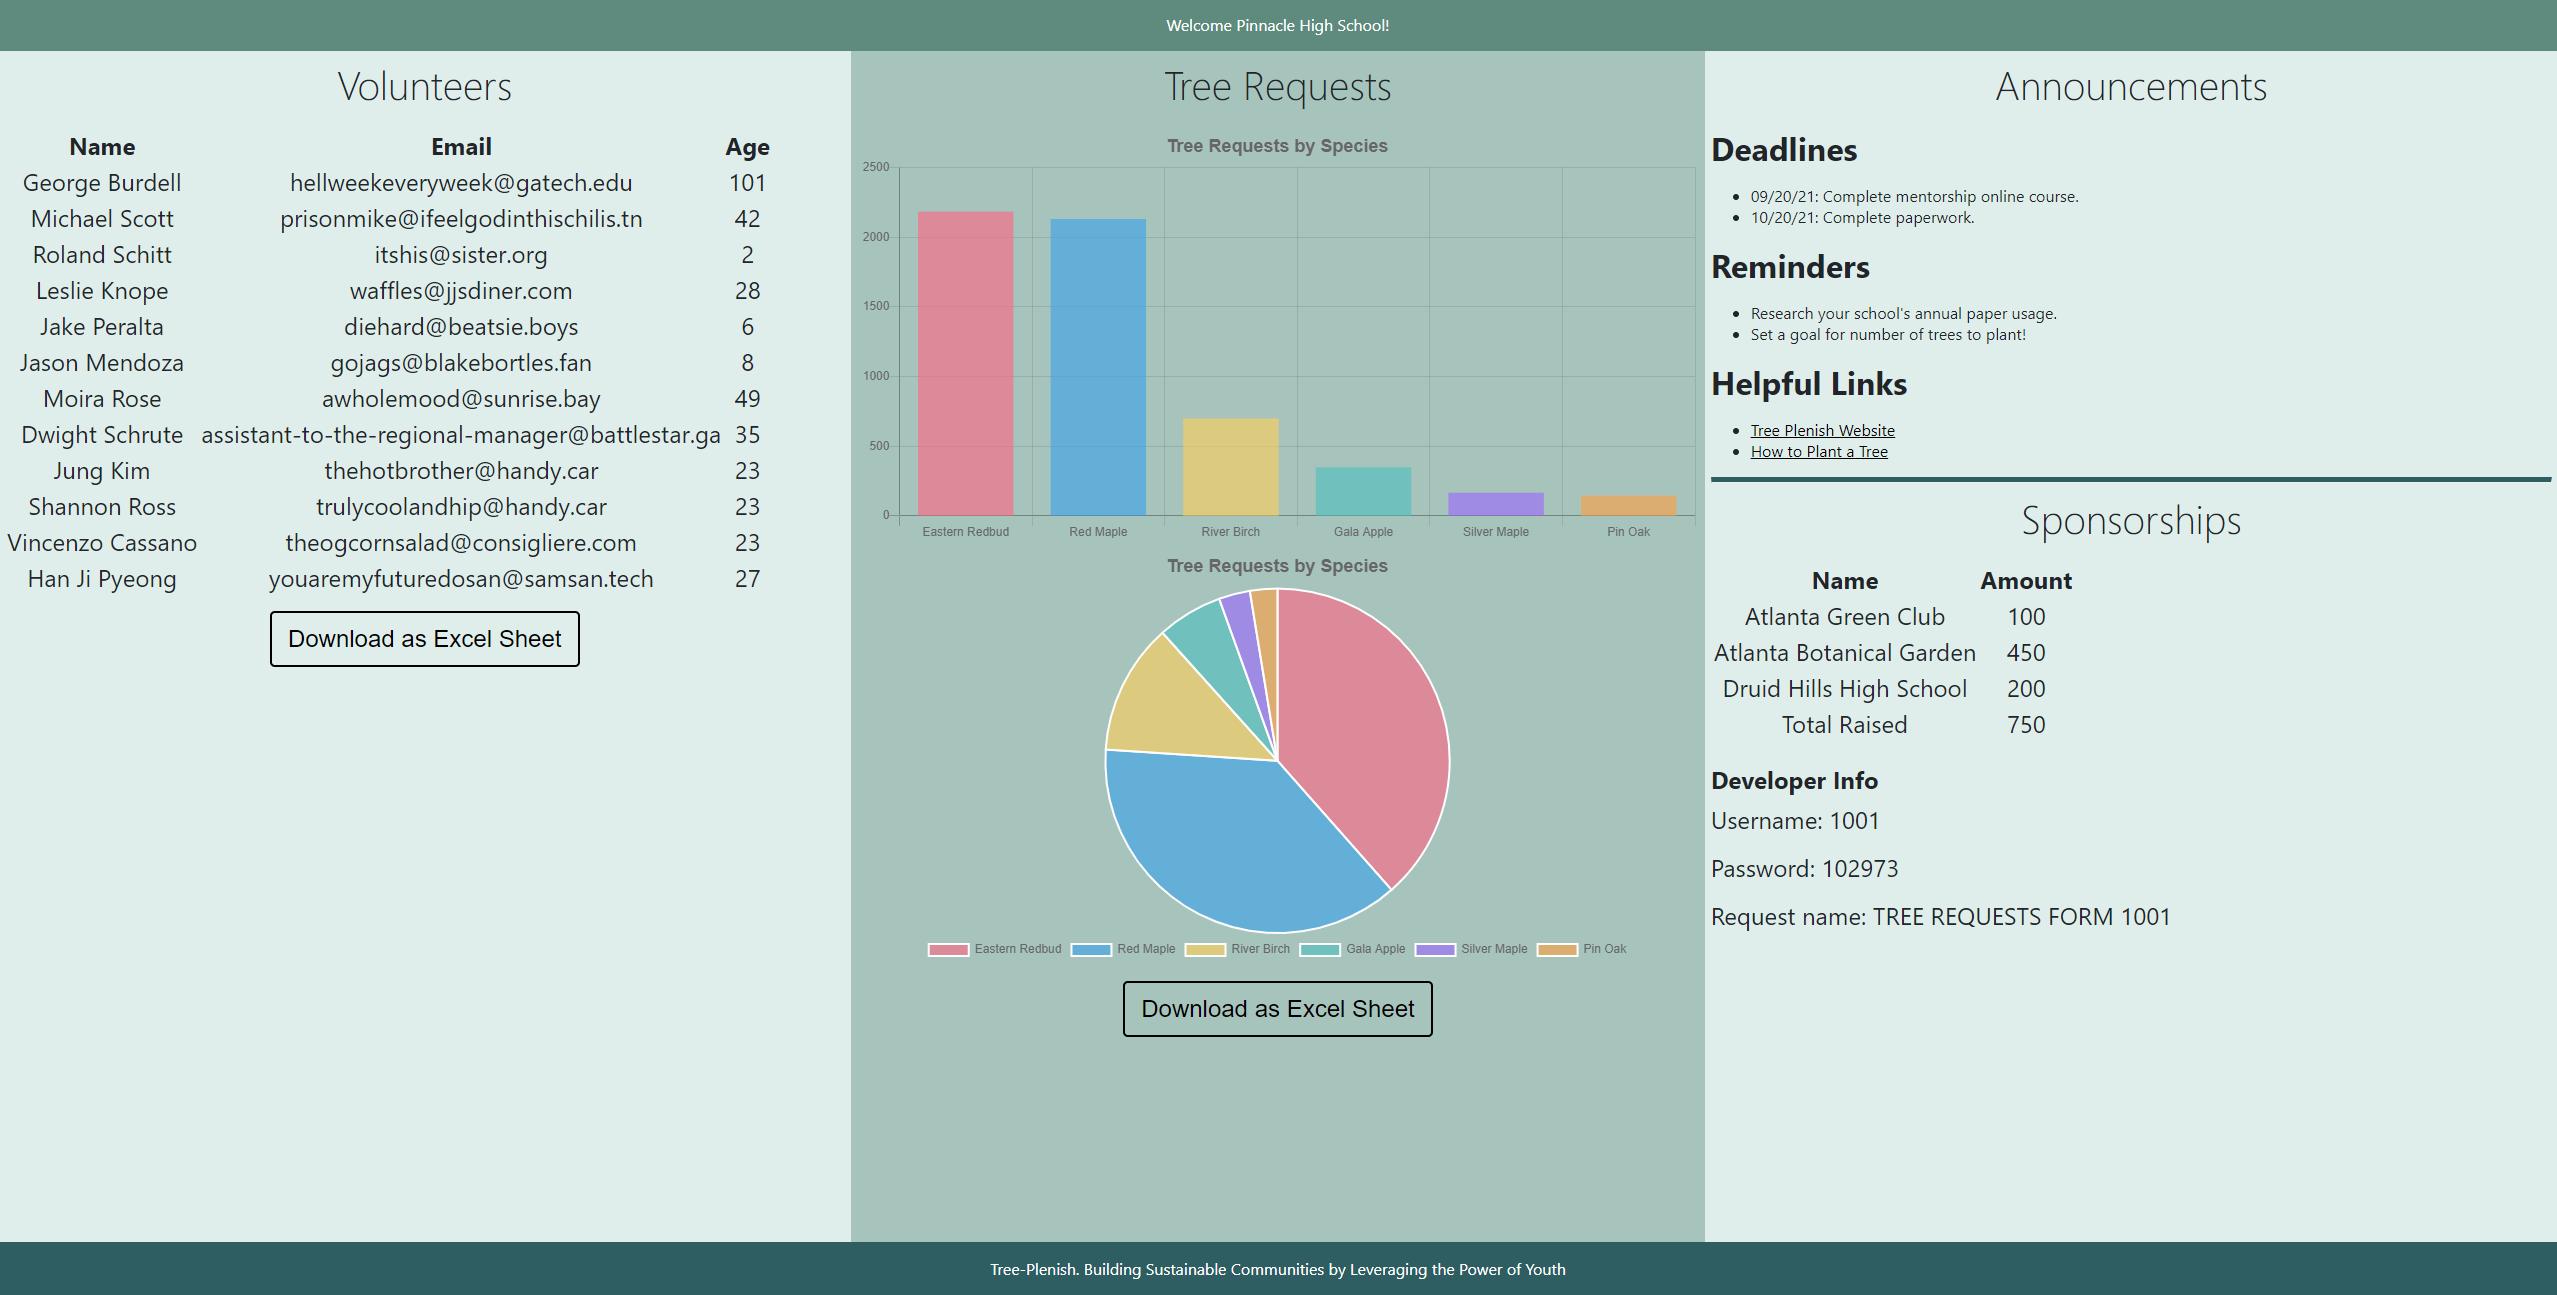 Welcome Pinnacle High School!
Volunteers
Name Email Age
George Burdell hellweekeveryweek@gatech.edu 101
Michael Scott prisonmike@ifeelgodinthischilis.tn 42
Roland Schitt itshis@sister.org 2
Leslie Knope waffles@jjsdiner.com 28
Jake Peralta diehard@beatsie.boys 6
Jason Mendoza gojags@blakebortles.fan 8
Moira Rose awholemood@sunrise.bay 49
Dwight Schrute assistant-to-the-regional-manager@battlestar.ga 35
Jung Kim thehotbrother@handy.car 23
Shannon Ross trulycoolandhip@handy.car 23
Vincenzo Cassano theogcornsalad@consigliere.com 23
Han Ji Pyeong youaremyfuturedosan@samsan.tech 27
Download as Excel Sheet
Tree Requests
Tree Requests by Species
2500
2000
1500
1000
500
0
Eastern Redbud Red Maple River Birch Gala Apple Silver Maple Pin Oak
Tree Requests by Species
Eastern Redbud Red Maple River Birch Gala Apple Silver Maple Pin Oak
Download as Excel Sheet
Announcements
Deadlines
• 09/20/21: Complete mentorship online course.
• 10/20/21: Complete paperwork.
Reminders
• Research your school's annual paper usage.
• Set a goal for number of trees to plant!
Helpful Links
• Tree Plenish Website
• How to Plant a Tree
Sponsorships
Name Amount
Atlanta Green Club 100
Atlanta Botanical Garden 450
Druid Hills High School 200
Total Raised 750
Developer Info
Username: 1001
Password: 102973
Request name: TREE REQUESTS FORM 1001
Tree-Plenish. Building Sustainable Communities by Leveraging the Power of Youth